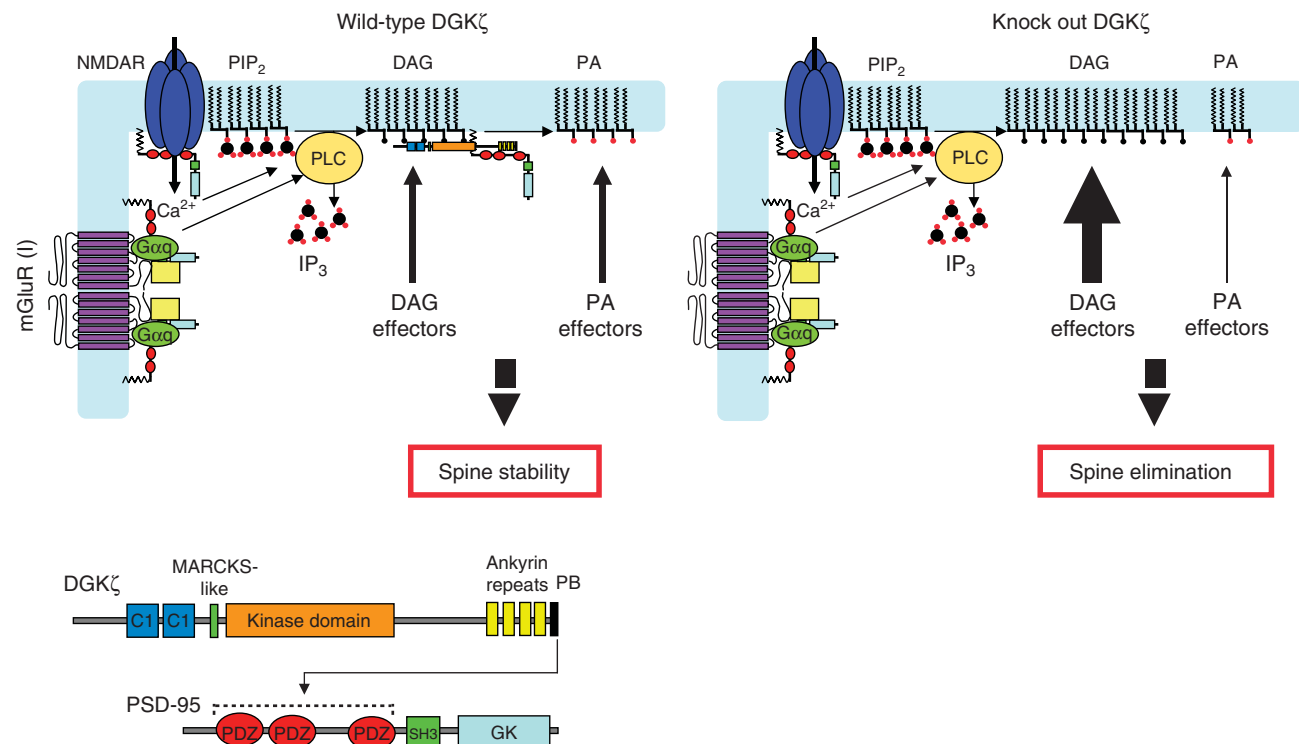 Wild-type DGKζ
NMDAR
PIP2
DAG
PA
PLC
Ca2+
IP3
Gαq
Gαq
mGluR (I)
DAG
effectors
PA
effectors
Spine stability
Knock out DGKζ
PIP2
DAG
PA
PLC
Ca2+
IP3
Gαq
Gαq
DAG
effectors
PA
effectors
Spine elimination
DGKζ
MARCKS-
like
Ankyrin
repeats
PB
C1
C1
Kinase domain
PSD-95
PDZ
PDZ
PDZ
SH3
GK